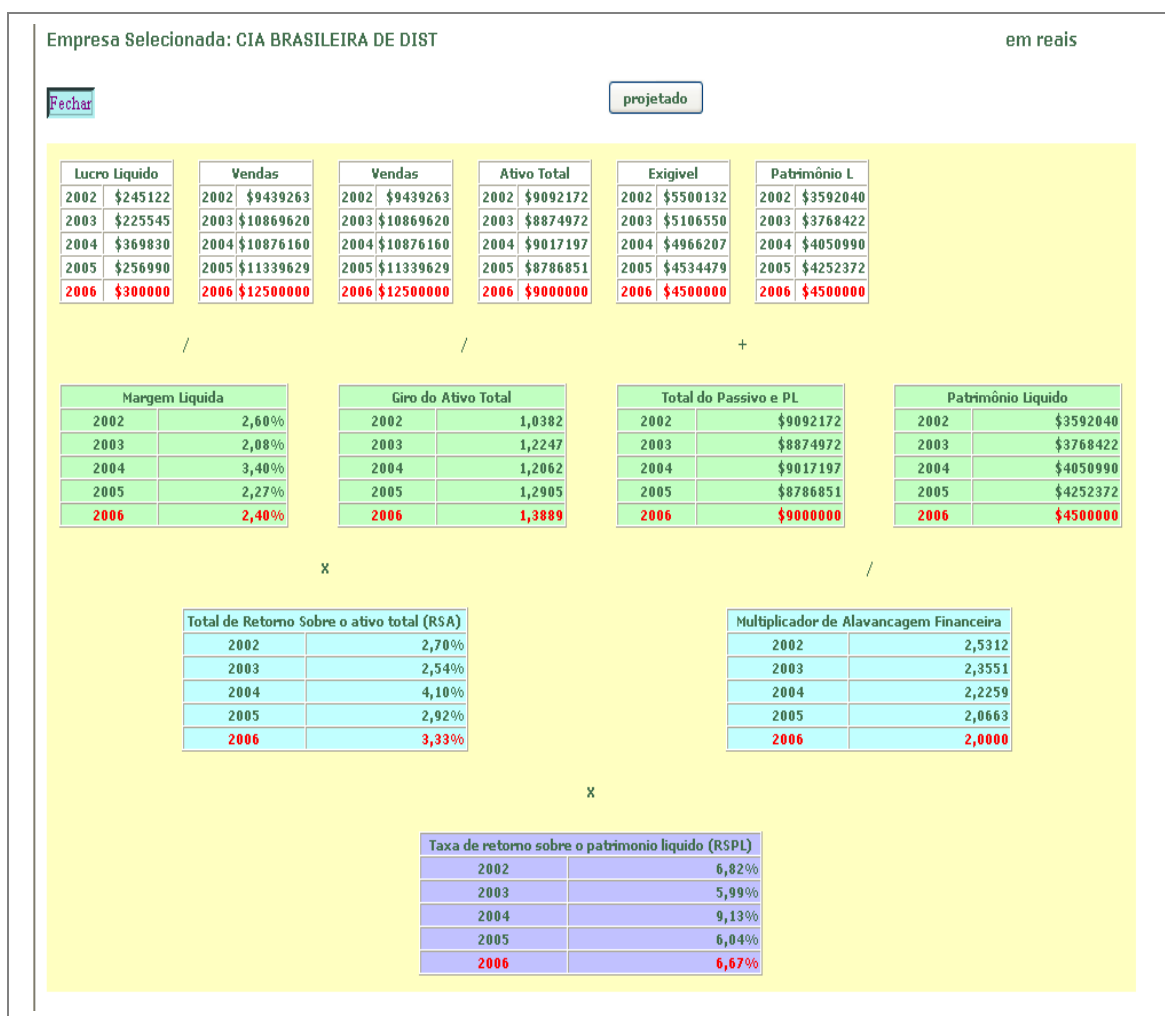 Empresa Selecionada: CIA BRASILEIRA DE DIST em reais
Fechar projetado
Lucro Liquido Vendas Vendas Ativo Total Exigivel Patrimônio L
2002 $245122 2002 $9439263 2002 $9439263 2002 $9092172 2002 $5500132 2002 $3592040
2003 $225545 2003 $10869620 2003 $10869620 2003 $8874972 2003 $5106550 2003 $3768422
2004 $369830 2004 $10876160 2004 $10876160 2004 $9017197 2004 $4966207 2004 $4050990
2005 $256990 2005 $11339629 2005 $11339629 2005 $8786851 2005 $4534479 2005 $4252372
2006 $300000 2006 $12500000 2006 $12500000 2006 $9000000 2006 $4500000 2006 $4500000
/ / +
Margem Liquida Giro do Ativo Total Total do Passivo e PL Patrimônio Liquido
2002 2,60% 2002 1,0382 2002 $9092172 2002 $3592040
2003 2,08% 2003 1,2247 2003 $8874972 2003 $3768422
2004 3,40% 2004 1,2062 2004 $9017197 2004 $4050990
2005 2,27% 2005 1,2905 2005 $8786851 2005 $4252372
2006 2,40% 2006 1,3889 2006 $9000000 2006 $4500000
x /
Total de Retorno Sobre o ativo total (RSA) Multiplicador de Alavancagem Financeira
2002 2,70% 2002 2,5312
2003 2,54% 2003 2,3551
2004 4,10% 2004 2,2259
2005 2,92% 2005 2,0663
2006 3,33% 2006 2,0000
x
Taxa de retorno sobre o patrimonio liquido (RSPL)
2002 6,82%
2003 5,99%
2004 9,13%
2005 6,04%
2006 6,67%